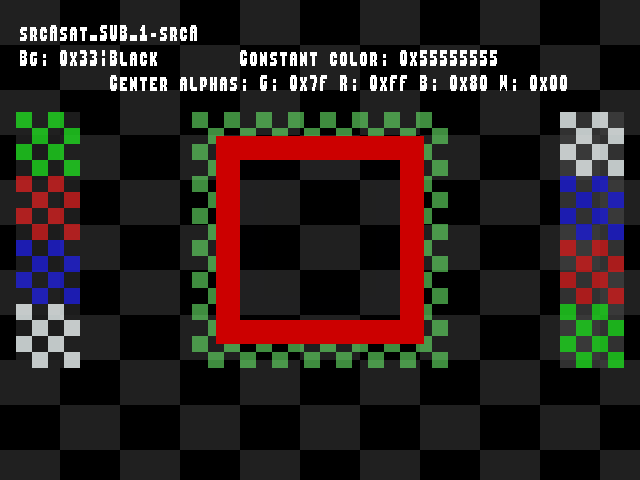 srcAsat_SUB_1-srcA
Bg: 0x33|Black Constant color: 0x55555555
Center alphas: G: 0x7f R: 0xff B: 0x80 W: 0x00